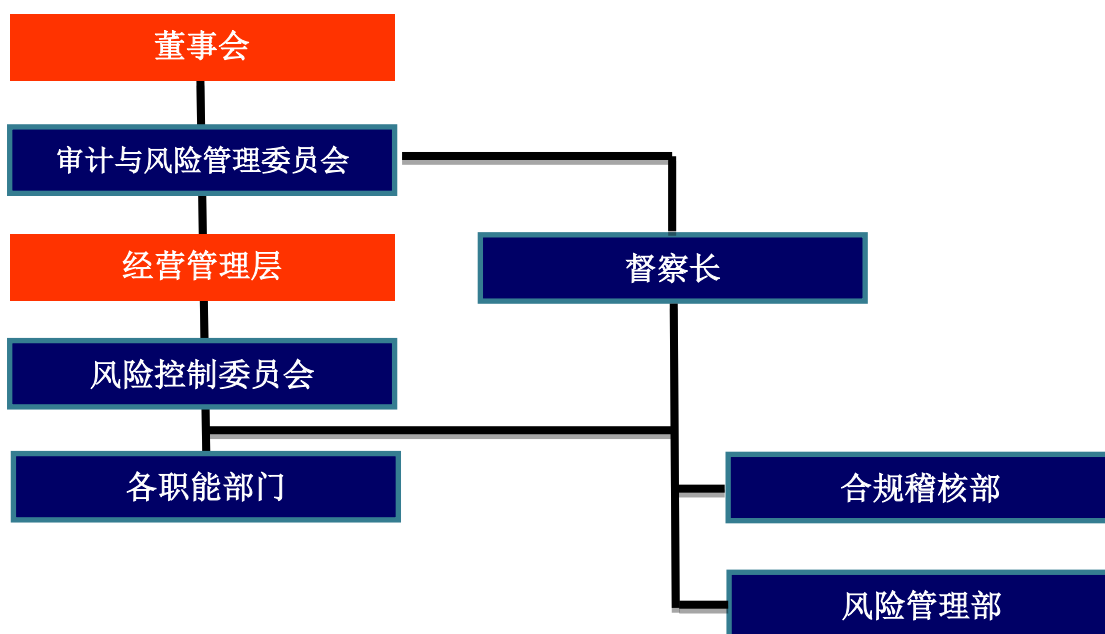 董事会
审计与风险管理委员会
经营管理层
督察长
风险控制委员会
各职能部门
合规稽核部
风险管理部